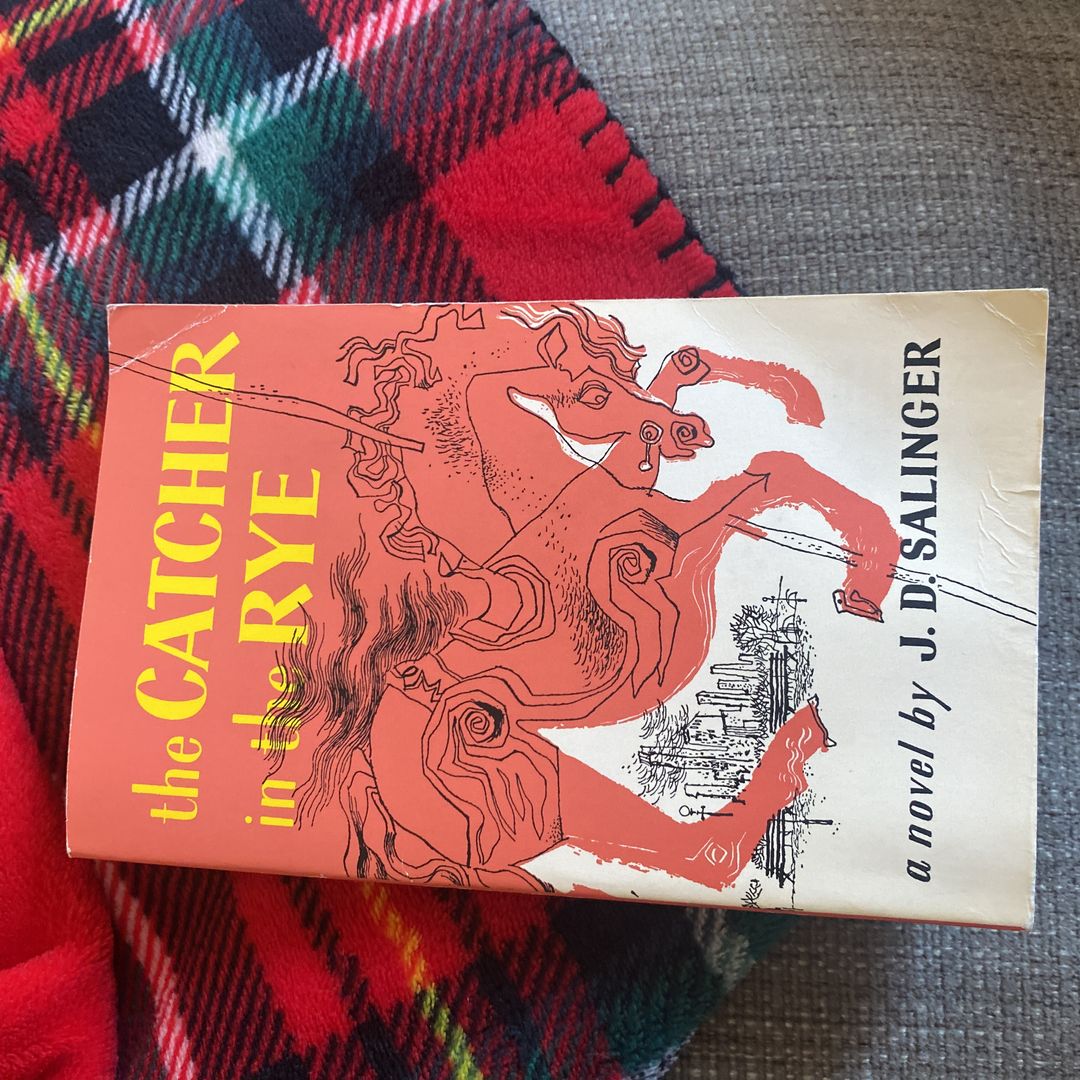 the CATCHER
in the RYE
a novel by J. D. SALINGER